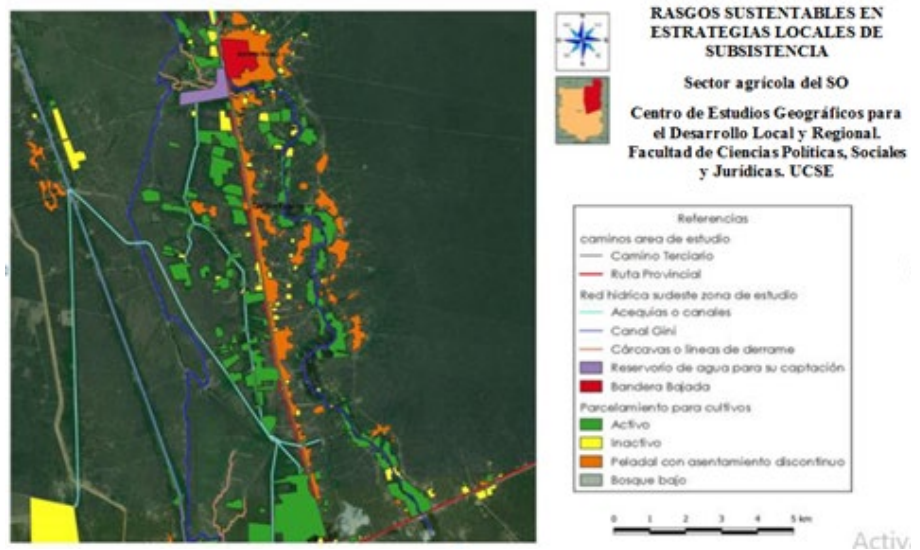 RASGOS SUSTENTABLES EN
ESTRATEGIAS LOCALES DE
SUBSISTENCIA
Sector agrícola del SO
Centro de Estudios Geográficos para
el Desarrollo Local y Regional.
Facultad de Ciencias Políticas, Sociales
y Jurídicas. UCSE
Referencias
caminos area de estudio
Camino Terciario
Ruta Provincial
Red hídrica sudeste zona de estudio
Acequias o canales
Canal Gini
Cárcavas o líneas de derrame
Reservorio de agua para su captación
Bandera Bajada
Parcelamiento para cultivos
Activo
Inactivo
Peladal con asentamiento discontinuo
Bosque bajo
0 1 2 3 4 5 km
Activa